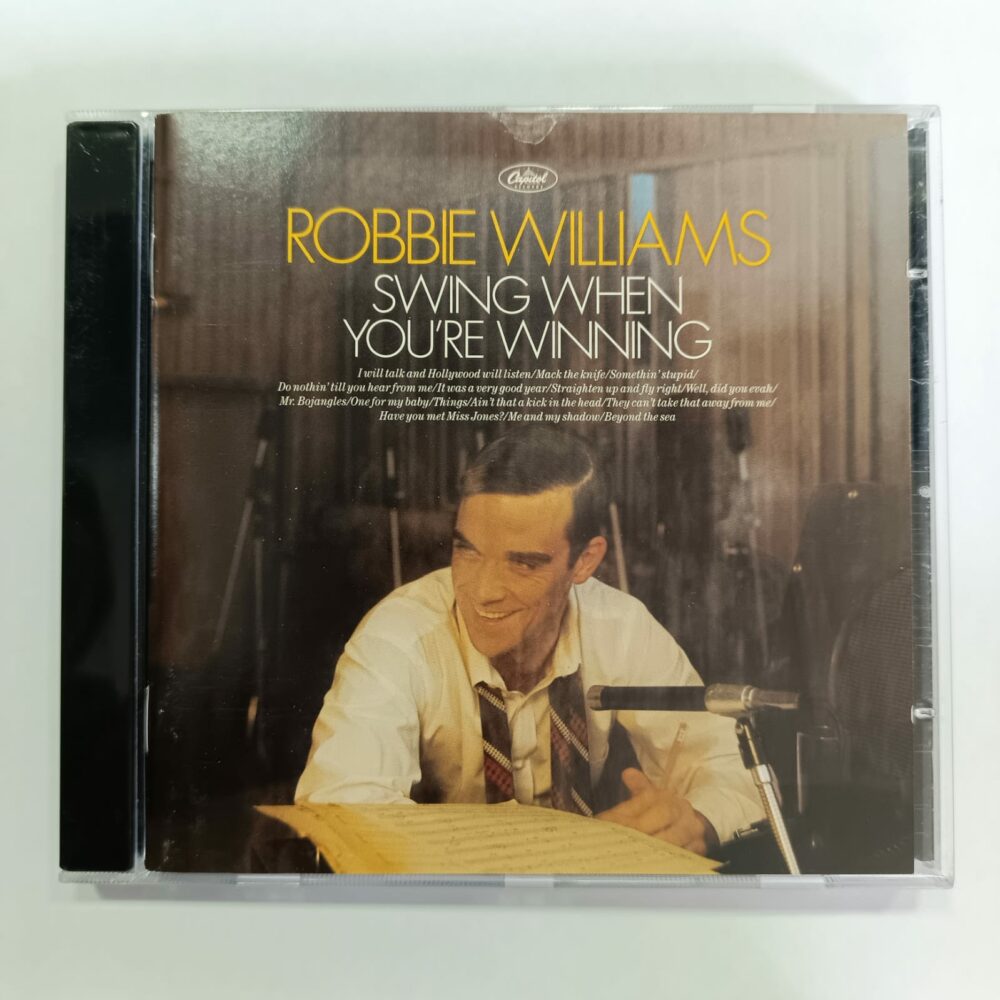 Capitol
RECORDS
ROBBIE WILLIAMS
SWING WHEN
YOU'RE WINNING
I will talk and Hollywood will listen/Mack the knife/Somethin' stupid/
Do nothin' till you hear from me/It was a very good year/Straighten up and fly right/Well, did you evah/
Mr. Bojangles/One for my baby/Things/Ain't that a kick in the head/They can't take that away from me/
Have you met Miss Jones?/Me and my shadow/Beyond the sea